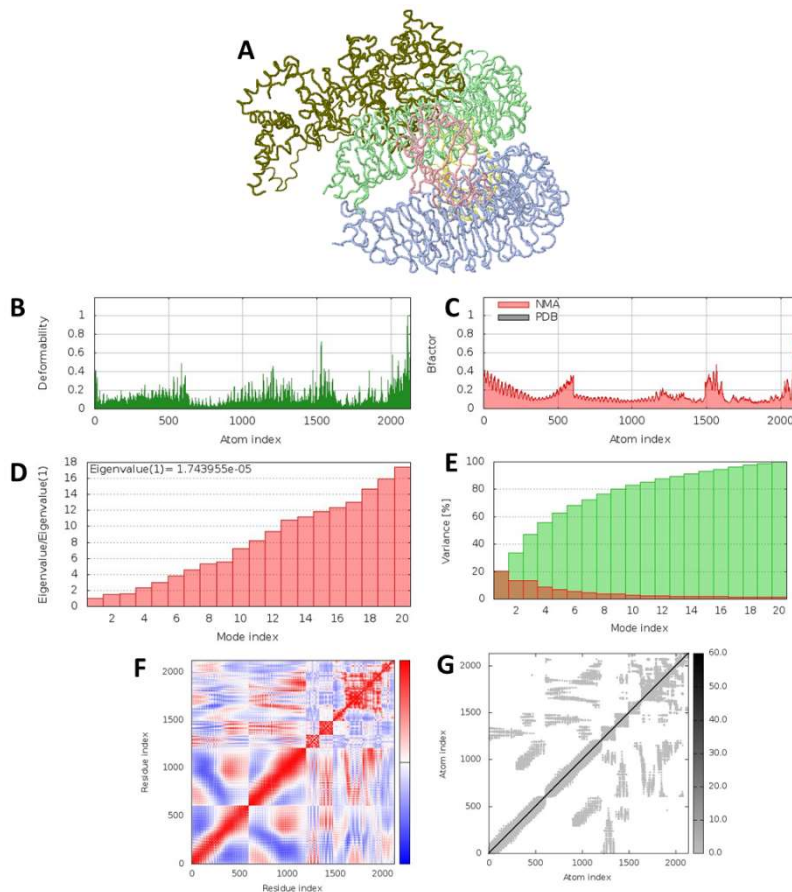 A
B
1
0.8
0.6
0.4
0.2
0
Deformability
0 500 1000 1500 2000
Atom index
C
NMA
PDB
1
0.8
0.6
0.4
0.2
0
Bfactor
0 500 1000 1500 2000
Atom index
D
Eigenvalue(1)= 1.743955e-05
18
16
14
12
10
8
6
4
2
0
Eigenvalue/Eigenvalue(1)
2 4 6 8 10 12 14 16 18 20
Mode index
E
100
80
60
40
20
0
Variance [%]
2 4 6 8 10 12 14 16 18 20
Mode index
F
2000
1500
1000
500
0
Residue index
0 500 1000 1500 2000
Residue index
G
2000
1500
1000
500
0
Atom index
0 500 1000 1500 2000
Atom index
60.0
50.0
40.0
30.0
20.0
10.0
0.0